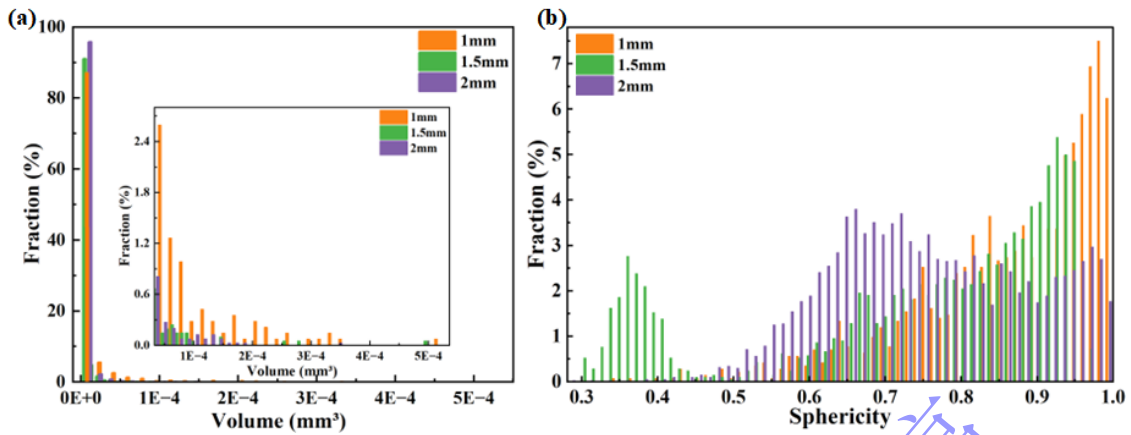 (a)
100
80
60
40
20
0
Fraction (%)
0E+0
1E−4
2E−4
3E−4
4E−4
5E−4
Volume (mm³)
1mm
1.5mm
2mm
2.4
1.8
1.2
0.6
0.0
Fraction (%)
1E−4
2E−4
3E−4
4E−4
5E−4
Volume (mm³)
1mm
1.5mm
2mm
(b)
7
6
5
4
3
2
1
0
Fraction (%)
0.3
0.4
0.5
0.6
0.7
0.8
0.9
1.0
Sphericity
1mm
1.5mm
2mm